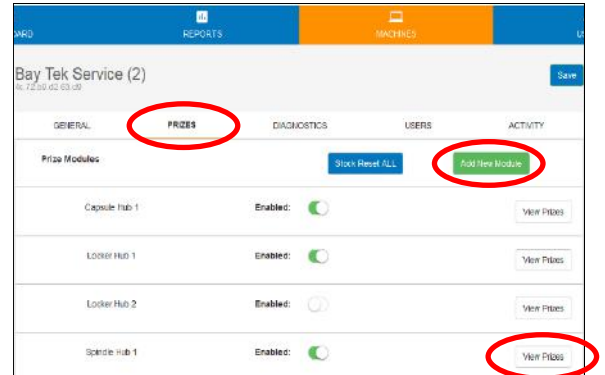 ARD REPORTS MACHINES U
Bay Tek Service (2)
Save
GENERAL PRIZES DIAGNOSTICS USERS ACTIVITY
Prize Modules Stock Reset ALL Add New Module
Capsule Hub 1 Enabled: View Prizes
Locker Hub 1 Enabled: View Prizes
Locker Hub 2 Enabled: View Prizes
Spindle Hub 1 Enabled: View Prizes